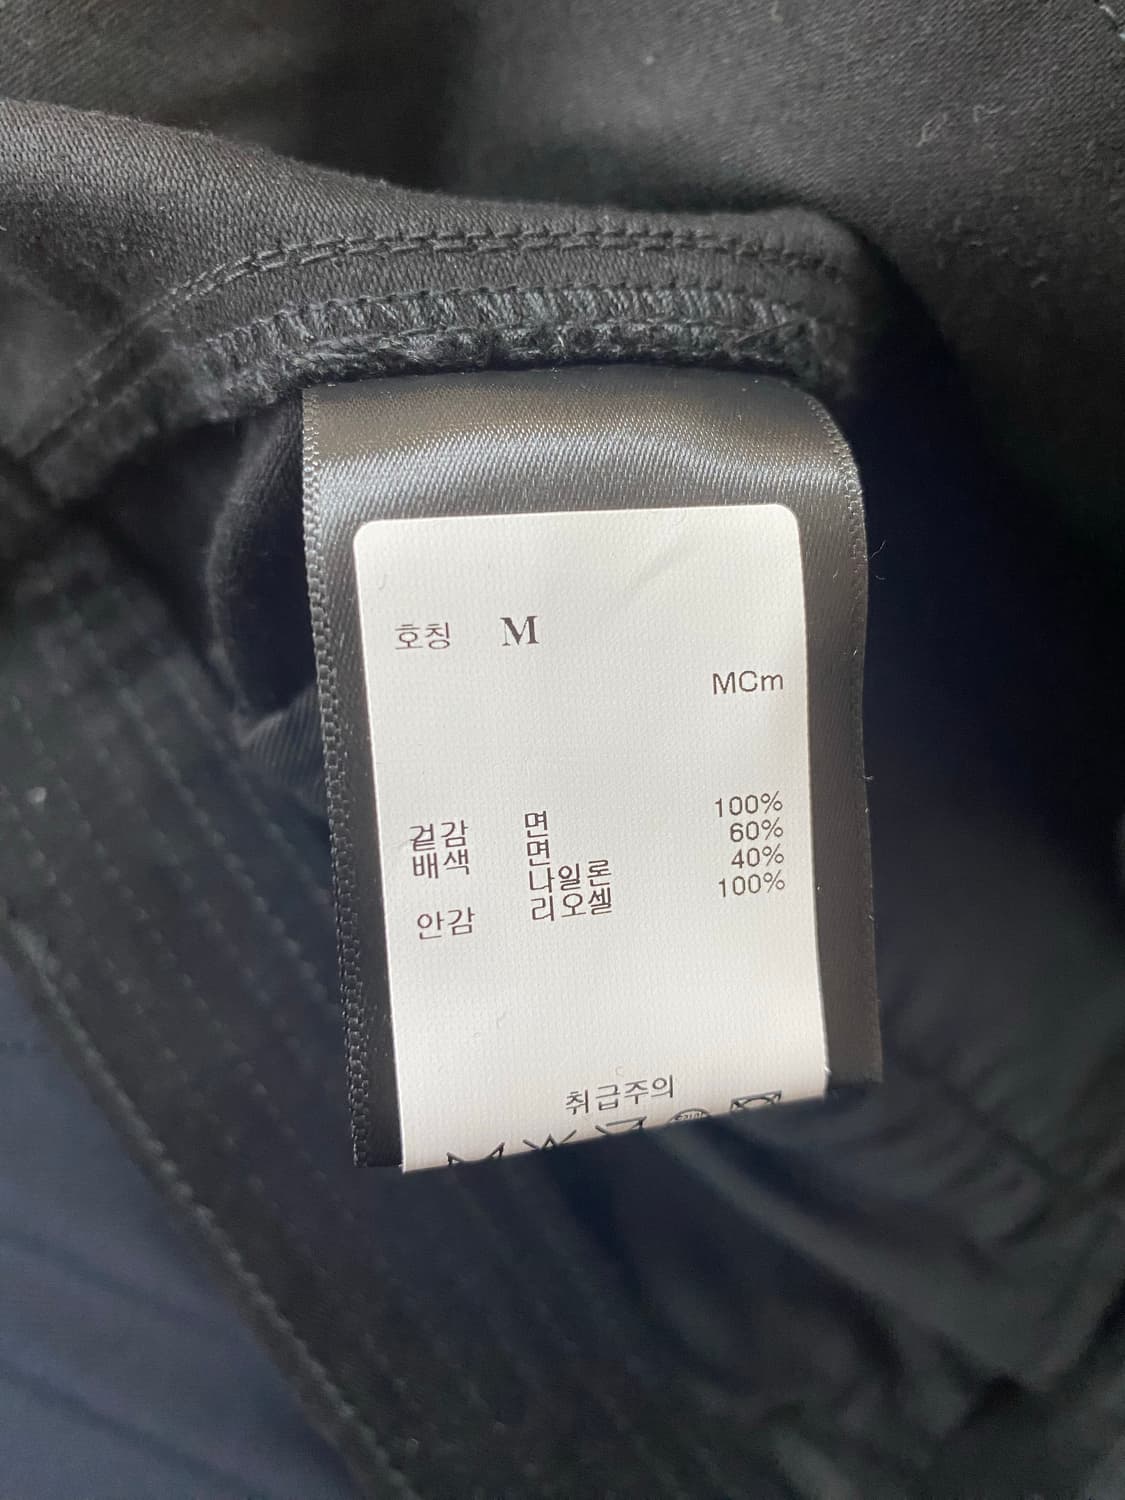 호칭 M
MCm
겉감 면 100%
배색 면 60%
나일론 40%
안감 리오셀 100%
취급주의